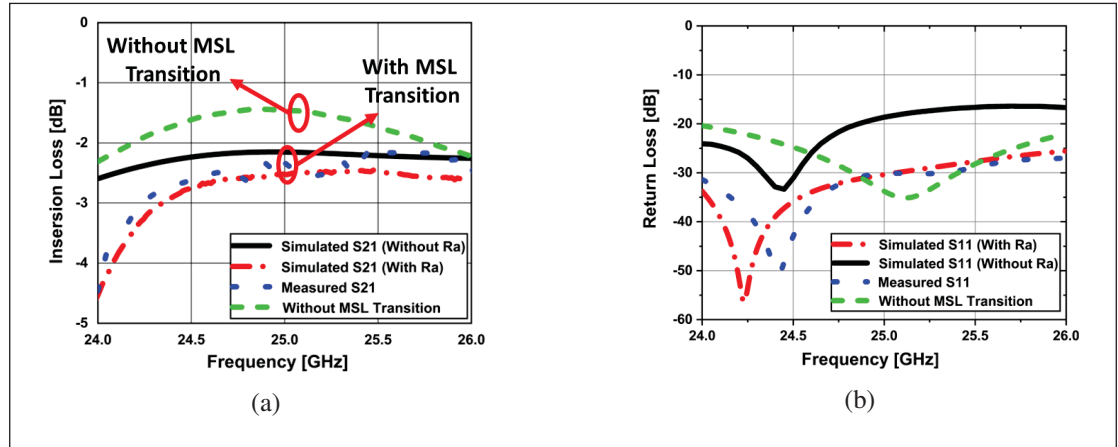 0
-1
-2
-3
-4
-5
Insersion Loss [dB]
Without MSL
Transition
With MSL
Transition
Simulated S21 (Without Ra)
Simulated S21 (With Ra)
Measured S21
Without MSL Transition
24.0 24.5 25.0 25.5 26.0
Frequency [GHz]
(a)
0
-10
-20
-30
-40
-50
-60
Return Loss [dB]
Simulated S11 (With Ra)
Simulated S11 (Without Ra)
Measured S11
Without MSL Transition
24.0 24.5 25.0 25.5 26.0
Frequency [GHz]
(b)